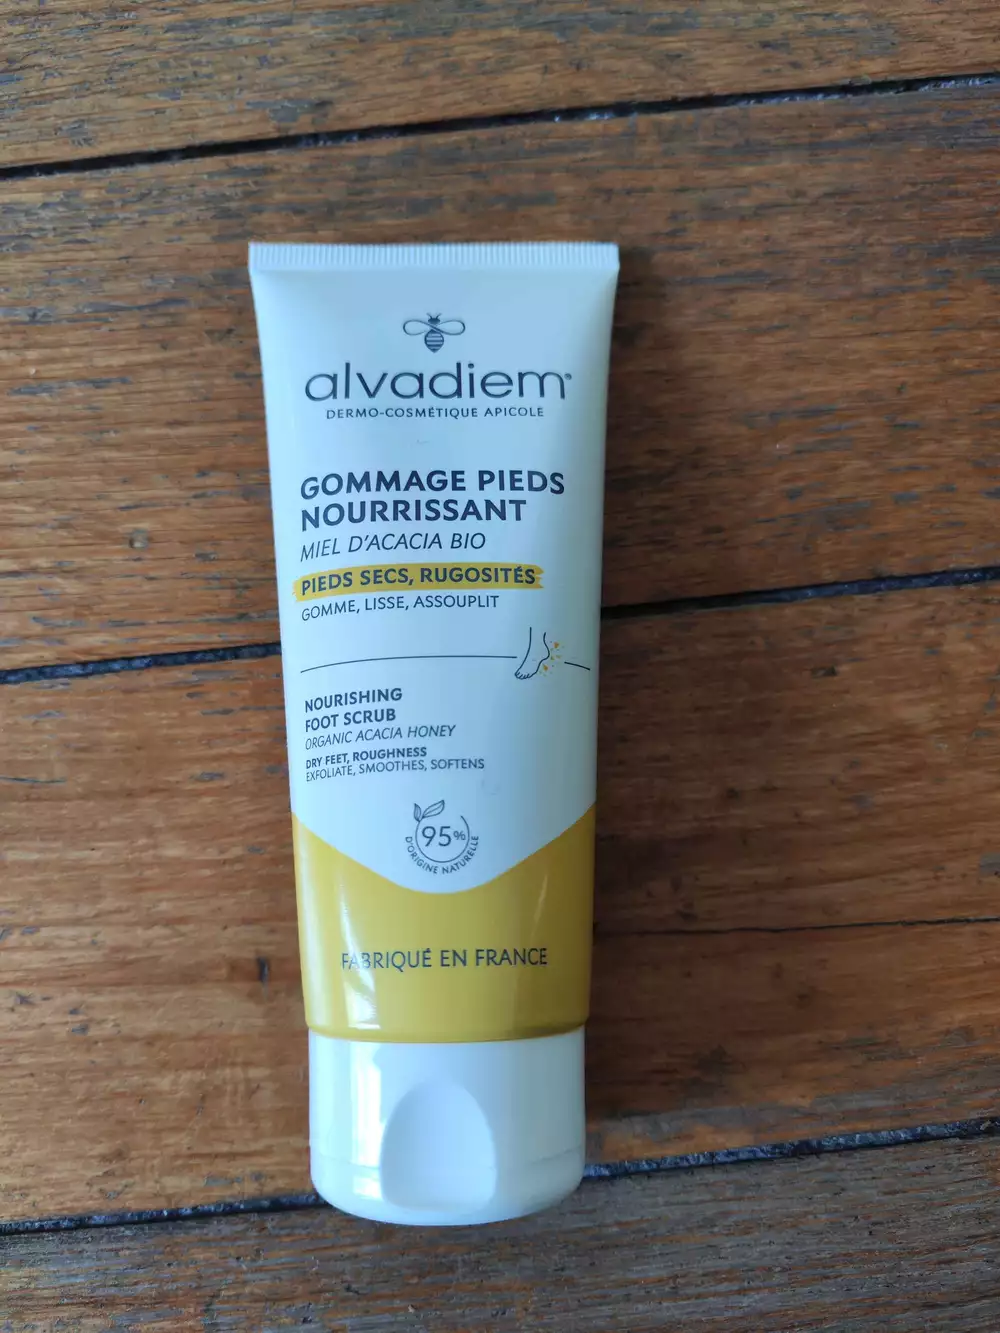 alvadiem®
DERMO-COSMÉTIQUE APICOLE
GOMMAGE PIEDS
NOURRISSANT
MIEL D'ACACIA BIO
PIEDS SECS, RUGOSITÉS
GOMME, LISSE, ASSOUPLIT
NOURISHING
FOOT SCRUB
ORGANIC ACACIA HONEY
DRY FEET, ROUGHNESS
EXFOLIATE, SMOOTHES, SOFTENS
95%
D'ORIGINE NATURELLE
FABRIQUÉ EN FRANCE